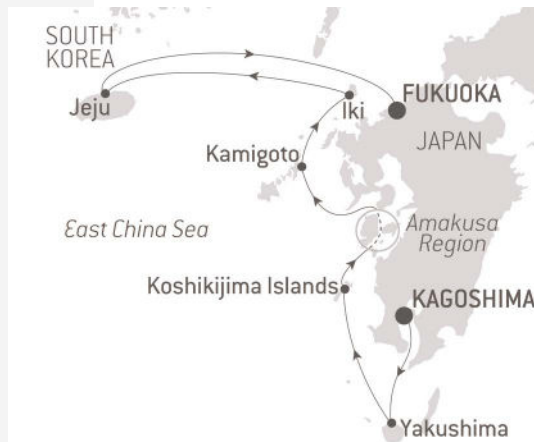 SOUTH
KOREA
Jeju
Iki
FUKUOKA
JAPAN
Kamigoto
East China Sea
Amakusa
Region
Koshikijima Islands
KAGOSHIMA
Yakushima